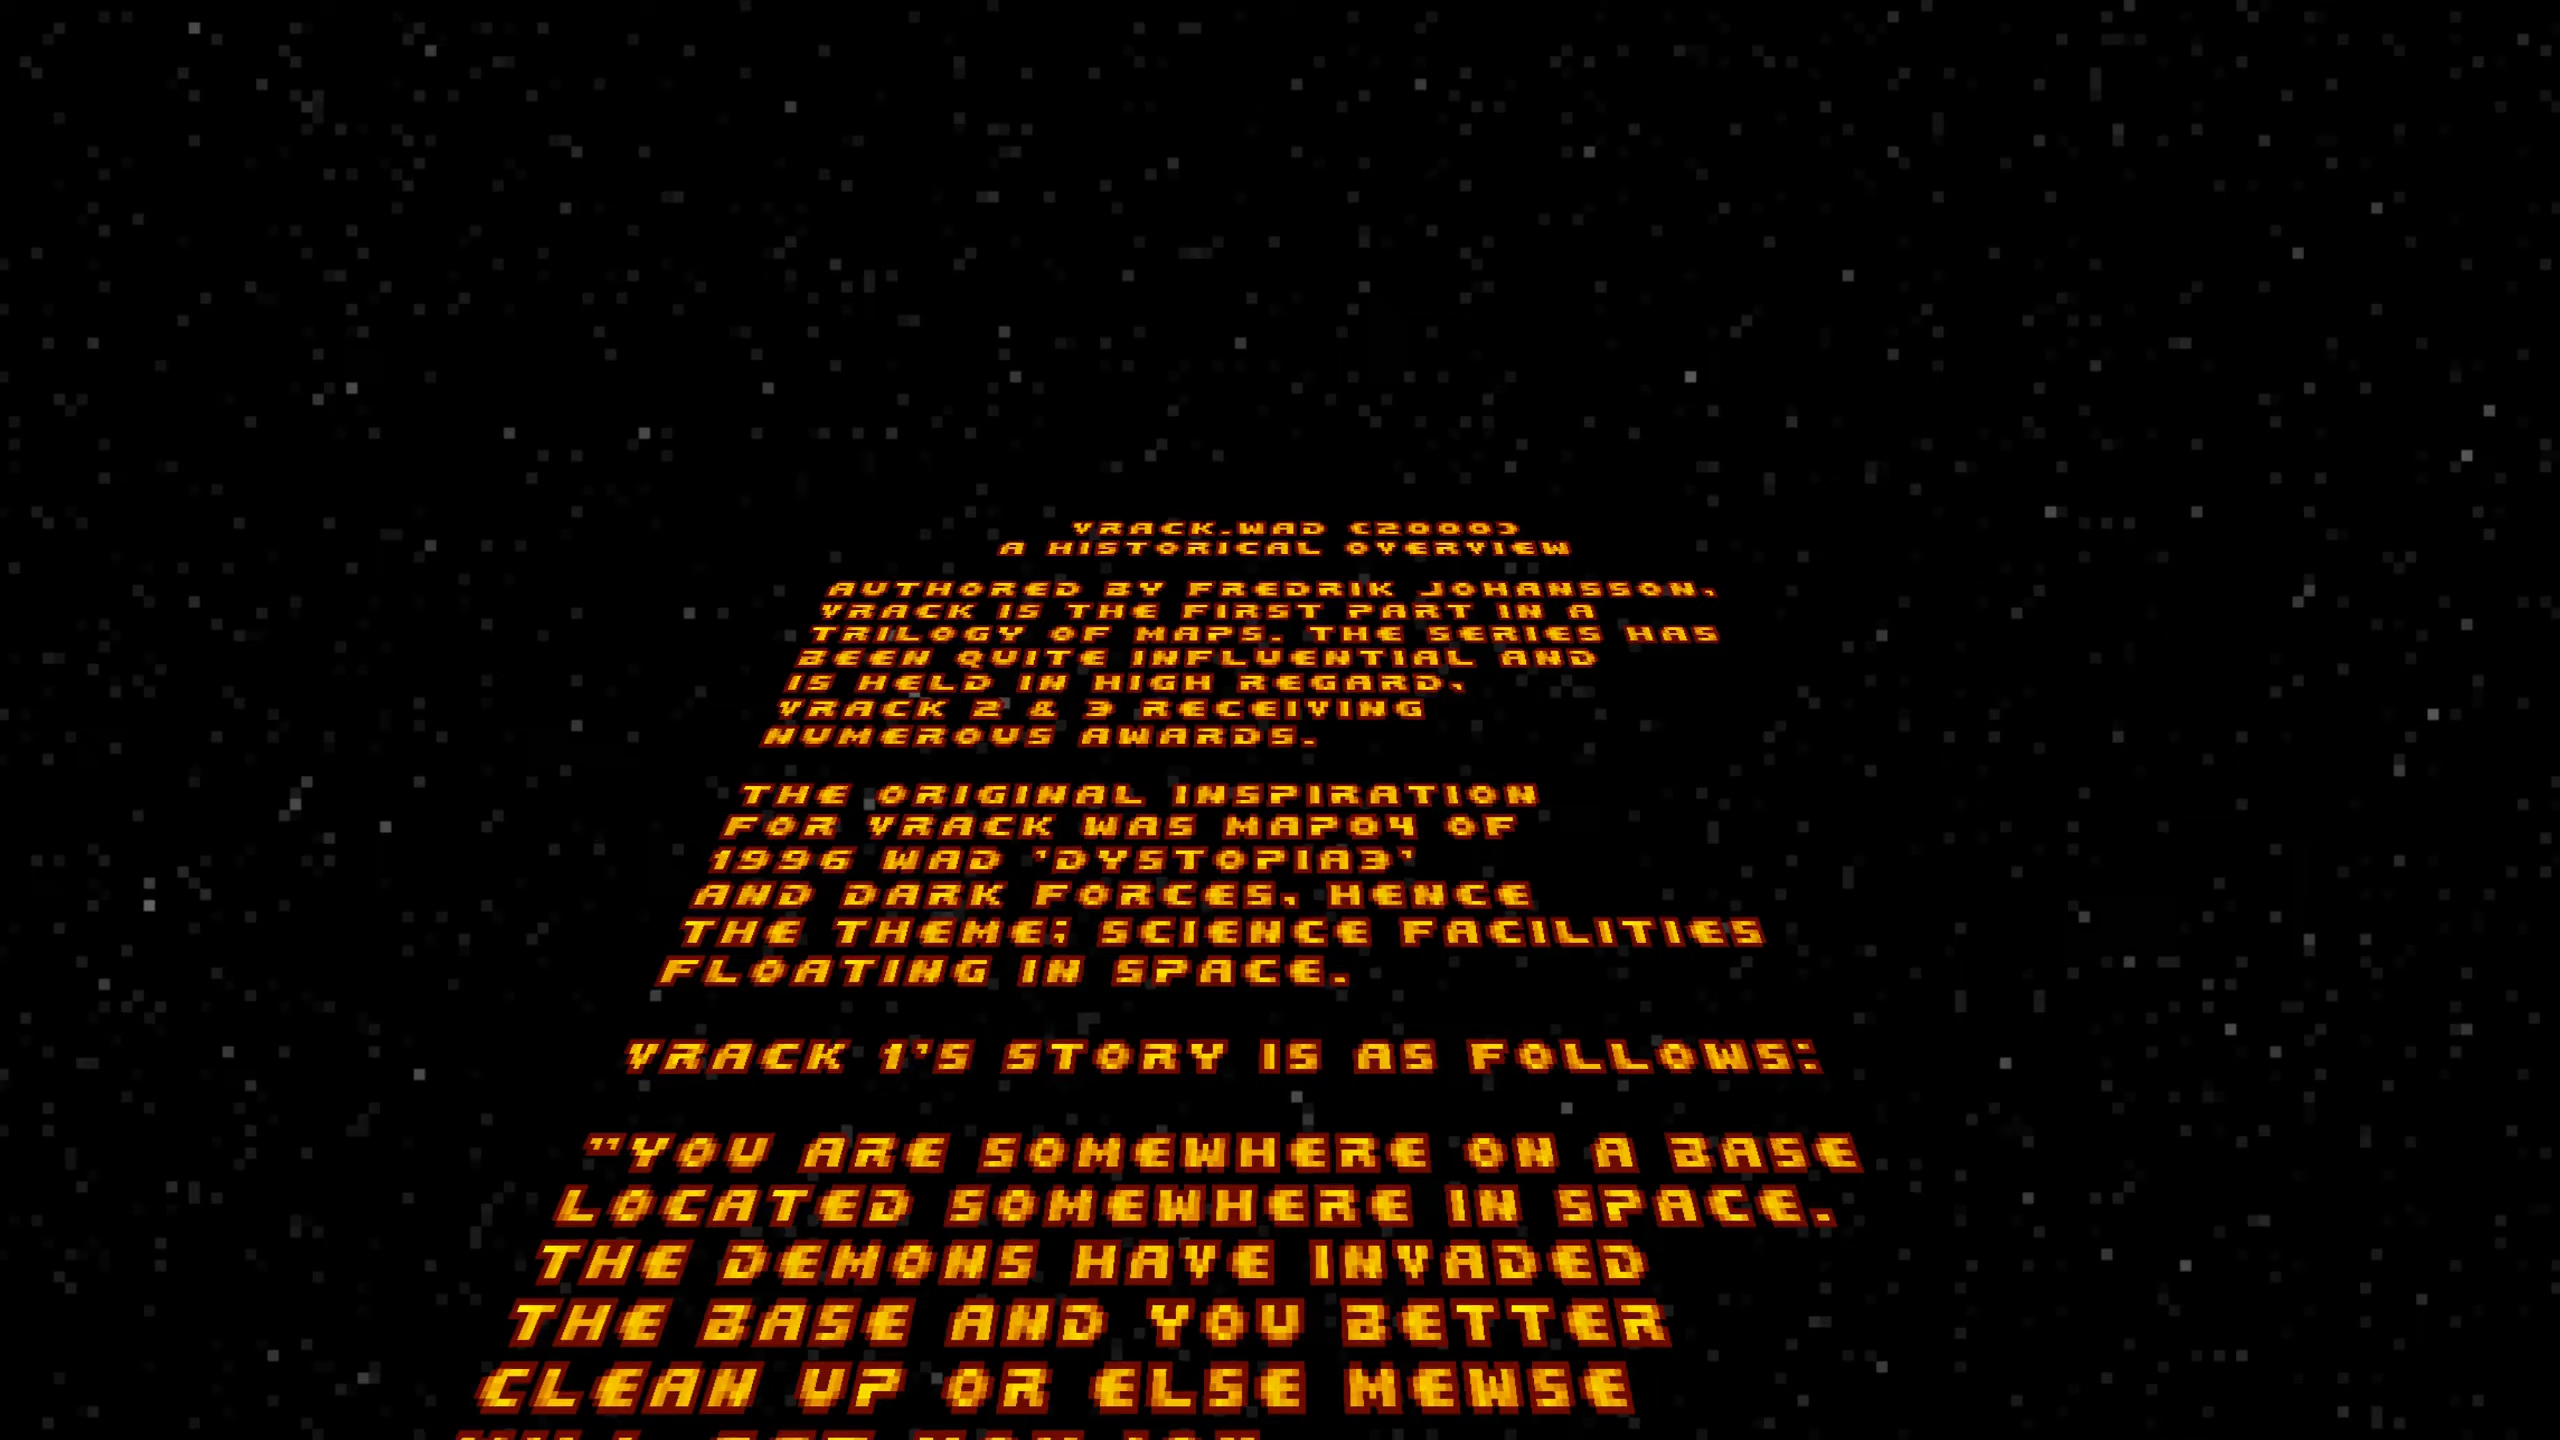 VRACK.WAD (2000)
A HISTORICAL OVERVIEW
AUTHORED BY FREDRIK JOHANSSON,
VRACK IS THE FIRST PART IN A
TRILOGY OF MAPS. THE SERIES HAS
BEEN QUITE INFLUENTIAL AND
IS HELD IN HIGH REGARD,
VRACK 2 & 3 RECEIVING
NUMEROUS AWARDS.
THE ORIGINAL INSPIRATION
FOR VRACK WAS MAP04 OF
1996 WAD 'DYSTOPIA3'
AND DARK FORCES, HENCE
THE THEME; SCIENCE FACILITIES
FLOATING IN SPACE.
VRACK 1'S STORY IS AS FOLLOWS:
"YOU ARE SOMEWHERE ON A BASE
LOCATED SOMEWHERE IN SPACE.
THE DEMONS HAVE INVADED
THE BASE AND YOU BETTER
CLEAN UP OR ELSE MEWSE